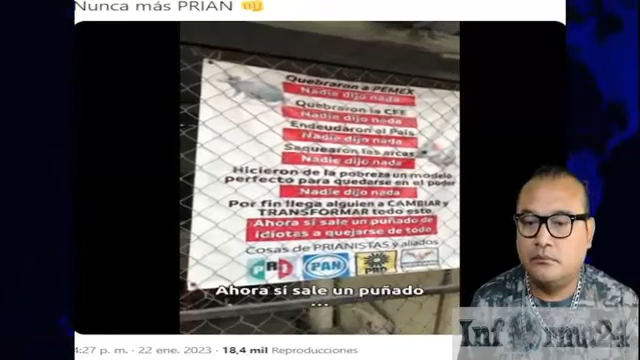 Nunca más PRIAN 👊
Quebraron a PEMEX
Nadie dijo nada
Quebraron la CFE
Nadie dijo nada
Endeudaron al País
Nadie dijo nada
Saquearon las arcas
Nadie dijo nada
Hicieron de la pobreza un modelo
perfecto para quedarse en el poder
Nadie dijo nada
Por fin llega alguien a CAMBIAR y
TRANSFORMAR todo esto
Ahora sí sale un puñado de
idiotas a quejarse de todo
Cosas de PRIANISTAS y aliados
PRD PAN PRD
Ahora sí sale un puñado
...
4:27 p. m. · 22 ene. 2023 · 18,4 mil Reproducciones
Informa24